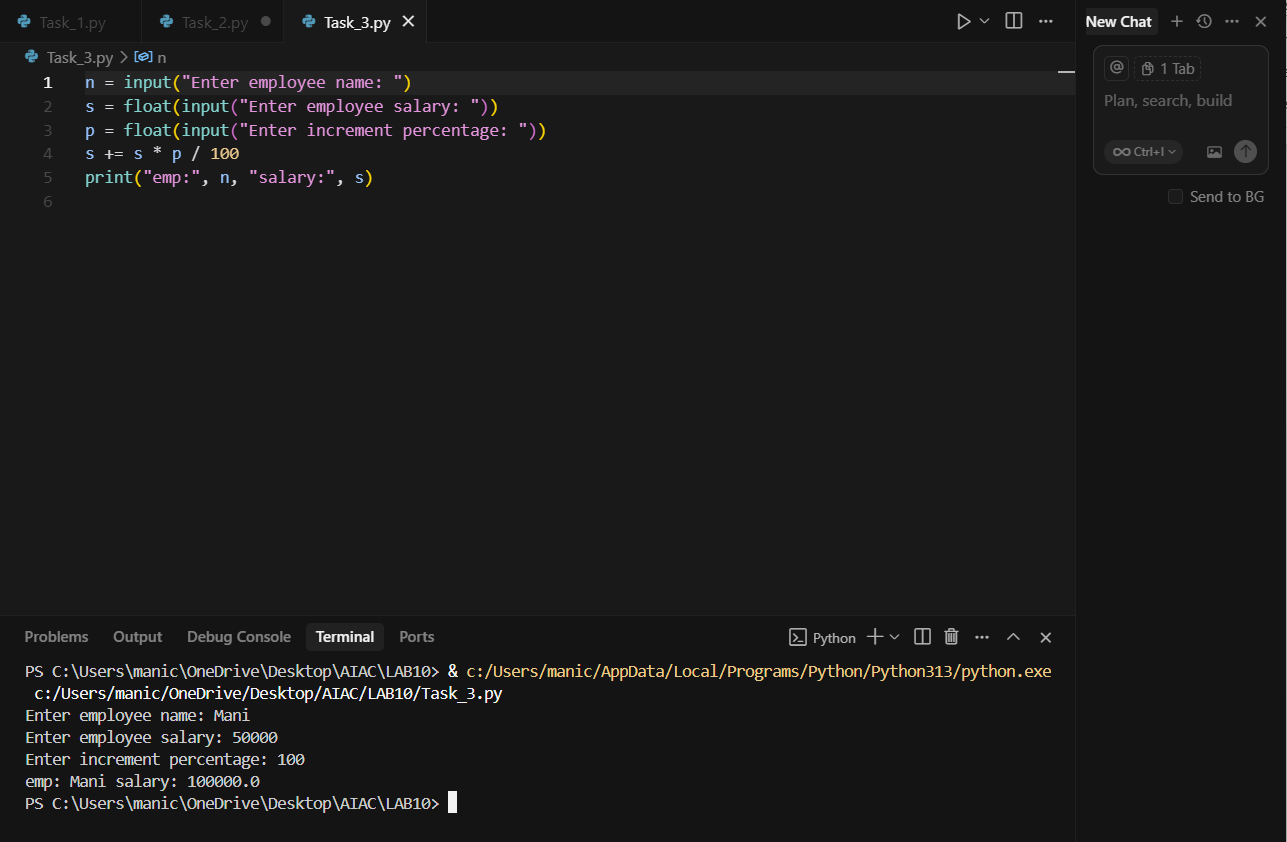 Task_1.py Task_2.py Task_3.py
New Chat
Task_3.py > n
1 n = input("Enter employee name: ")
2 s = float(input("Enter employee salary: "))
3 p = float(input("Enter increment percentage: "))
4 s += s * p / 100
5 print("emp:", n, "salary:", s)
6
@ 1 Tab
Plan, search, build
∞ Ctrl+I
Send to BG
Problems Output Debug Console Terminal Ports
Python
PS C:\Users\manic\OneDrive\Desktop\AIAC\LAB10> & c:/Users/manic/AppData/Local/Programs/Python/Python313/python.exe
c:/Users/manic/OneDrive/Desktop/AIAC/LAB10/Task_3.py
Enter employee name: Mani
Enter employee salary: 50000
Enter increment percentage: 100
emp: Mani salary: 100000.0
PS C:\Users\manic\OneDrive\Desktop\AIAC\LAB10>